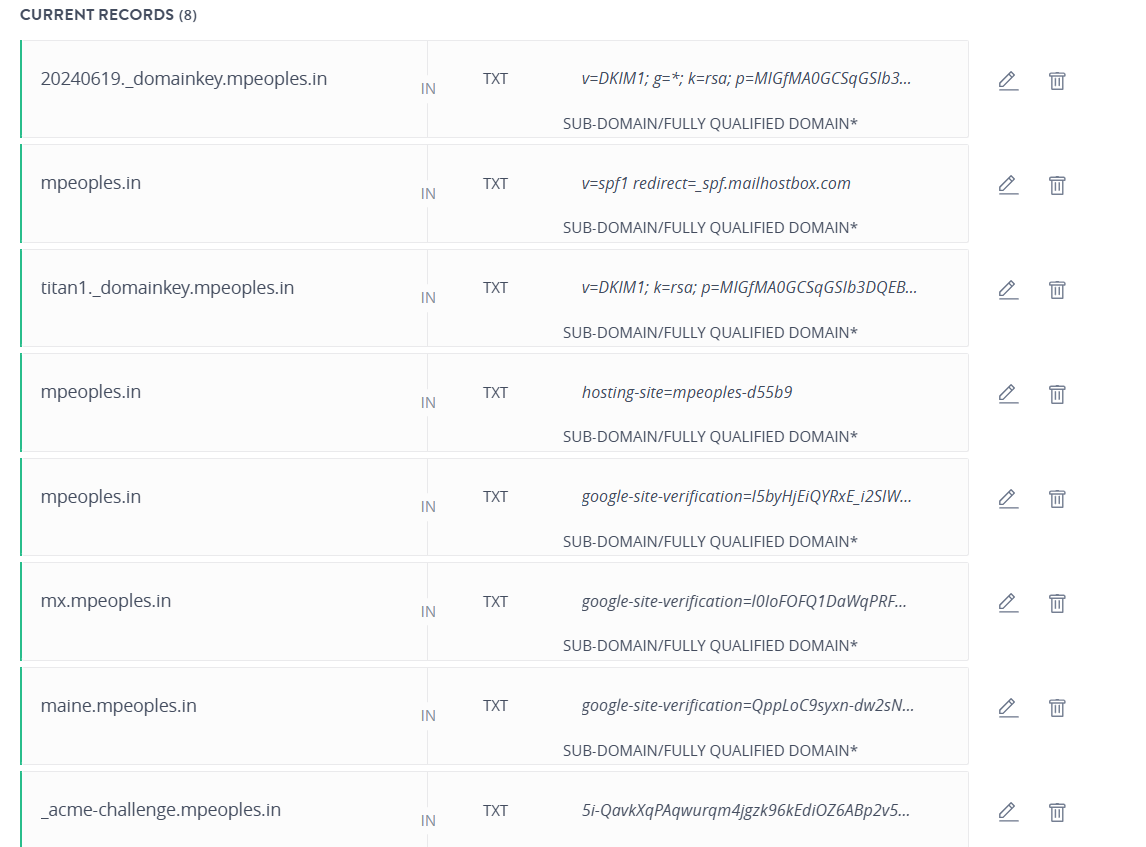 CURRENT RECORDS (8)
20240619._domainkey.mpeoples.in IN TXT v=DKIM1; g=*; k=rsa; p=MIGfMA0GCSqGSIb3...
SUB-DOMAIN/FULLY QUALIFIED DOMAIN*
mpeoples.in IN TXT v=spf1 redirect=_spf.mailhostbox.com
SUB-DOMAIN/FULLY QUALIFIED DOMAIN*
titan1._domainkey.mpeoples.in IN TXT v=DKIM1; k=rsa; p=MIGfMA0GCSqGSIb3DQEB...
SUB-DOMAIN/FULLY QUALIFIED DOMAIN*
mpeoples.in IN TXT hosting-site=mpeoples-d55b9
SUB-DOMAIN/FULLY QUALIFIED DOMAIN*
mpeoples.in IN TXT google-site-verification=I5byHjEiQYRxE_i2SIW...
SUB-DOMAIN/FULLY QUALIFIED DOMAIN*
mx.mpeoples.in IN TXT google-site-verification=I0IoFOFQ1DaWqPRF...
SUB-DOMAIN/FULLY QUALIFIED DOMAIN*
maine.mpeoples.in IN TXT google-site-verification=QppLoC9syxn-dw2sN...
SUB-DOMAIN/FULLY QUALIFIED DOMAIN*
_acme-challenge.mpeoples.in IN TXT 5i-QavkXqPAqwurqm4jgzk96kEdiOZ6ABp2v5...